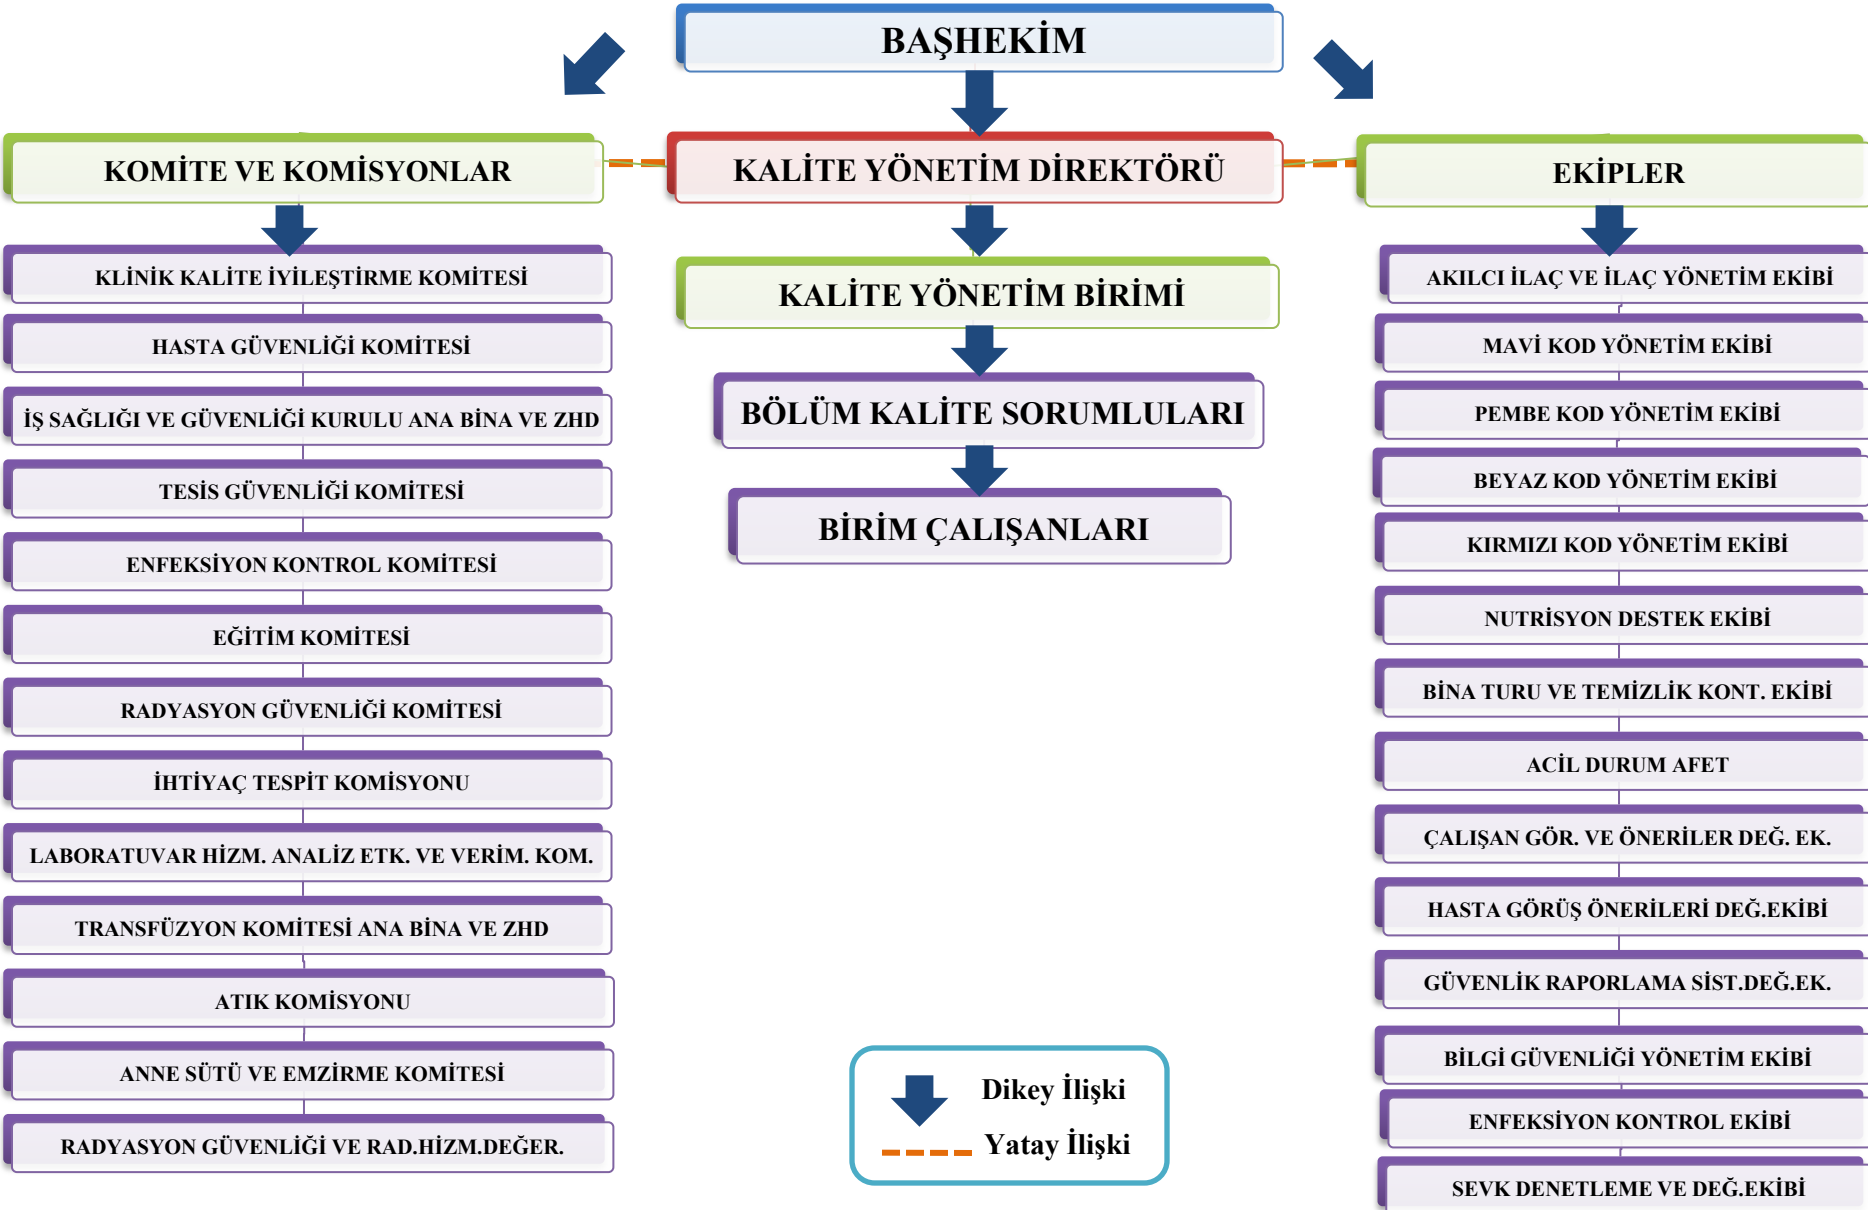 BAŞHEKİM
KOMİTE VE KOMİSYONLAR
KLİNİK KALİTE İYİLEŞTİRME KOMİTESİ
HASTA GÜVENLİĞİ KOMİTESİ
İŞ SAĞLIĞI VE GÜVENLİĞİ KURULU ANA BİNA VE ZHD
TESİS GÜVENLİĞİ KOMİTESİ
ENFEKSİYON KONTROL KOMİTESİ
EĞİTİM KOMİTESİ
RADYASYON GÜVENLİĞİ KOMİTESİ
İHTİYAÇ TESPİT KOMİSYONU
LABORATUVAR HİZM. ANALİZ ETK. VE VERİM. KOM.
TRANSFÜZYON KOMİTESİ ANA BİNA VE ZHD
ATIK KOMİSYONU
ANNE SÜTÜ VE EMZİRME KOMİTESİ
RADYASYON GÜVENLİĞİ VE RAD.HİZM.DEĞER.
KALİTE YÖNETİM DİREKTÖRÜ
KALİTE YÖNETİM BİRİMİ
BÖLÜM KALİTE SORUMLULARI
BİRİM ÇALIŞANLARI
EKİPLER
AKILCI İLAÇ VE İLAÇ YÖNETİM EKİBİ
MAVİ KOD YÖNETİM EKİBİ
PEMBE KOD YÖNETİM EKİBİ
BEYAZ KOD YÖNETİM EKİBİ
KIRMIZI KOD YÖNETİM EKİBİ
NUTRİSYON DESTEK EKİBİ
BİNA TURU VE TEMİZLİK KONT. EKİBİ
ACİL DURUM AFET
ÇALIŞAN GÖR. VE ÖNERİLER DEĞ. EK.
HASTA GÖRÜŞ ÖNERİLERİ DEĞ.EKİBİ
GÜVENLİK RAPORLAMA SİST.DEĞ.EK.
BİLGİ GÜVENLİĞİ YÖNETİM EKİBİ
ENFEKSİYON KONTROL EKİBİ
SEVK DENETLEME VE DEĞ.EKİBİ
Dikey İlişki
Yatay İlişki